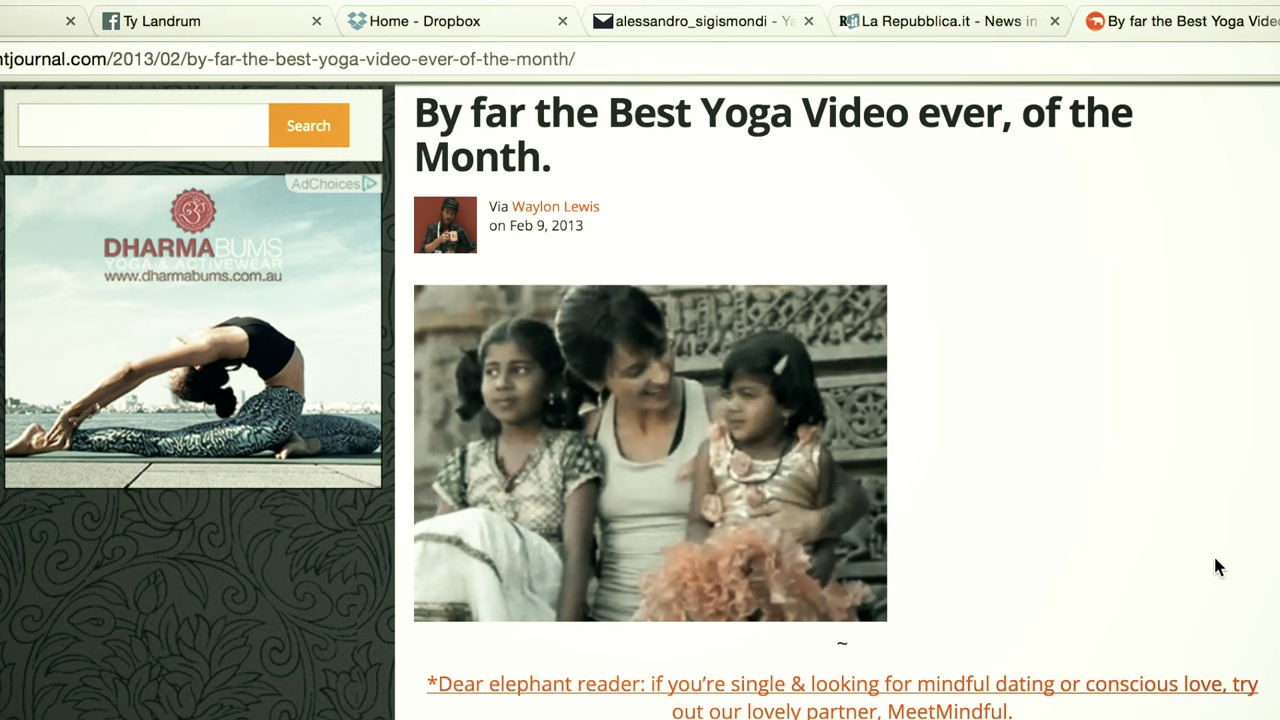 Ty Landrum
Home - Dropbox
alessandro_sigismondi - Ya
La Repubblica.it - News in
By far the Best Yoga Vide
ntjournal.com/2013/02/by-far-the-best-yoga-video-ever-of-the-month/
Search
AdChoices
DHARMABUMS
YOGA & ACTIVEWEAR
www.dharmabums.com.au
By far the Best Yoga Video ever, of the
Month.
Via Waylon Lewis
on Feb 9, 2013
~
*Dear elephant reader: if you're single & looking for mindful dating or conscious love, try
out our lovely partner, MeetMindful.